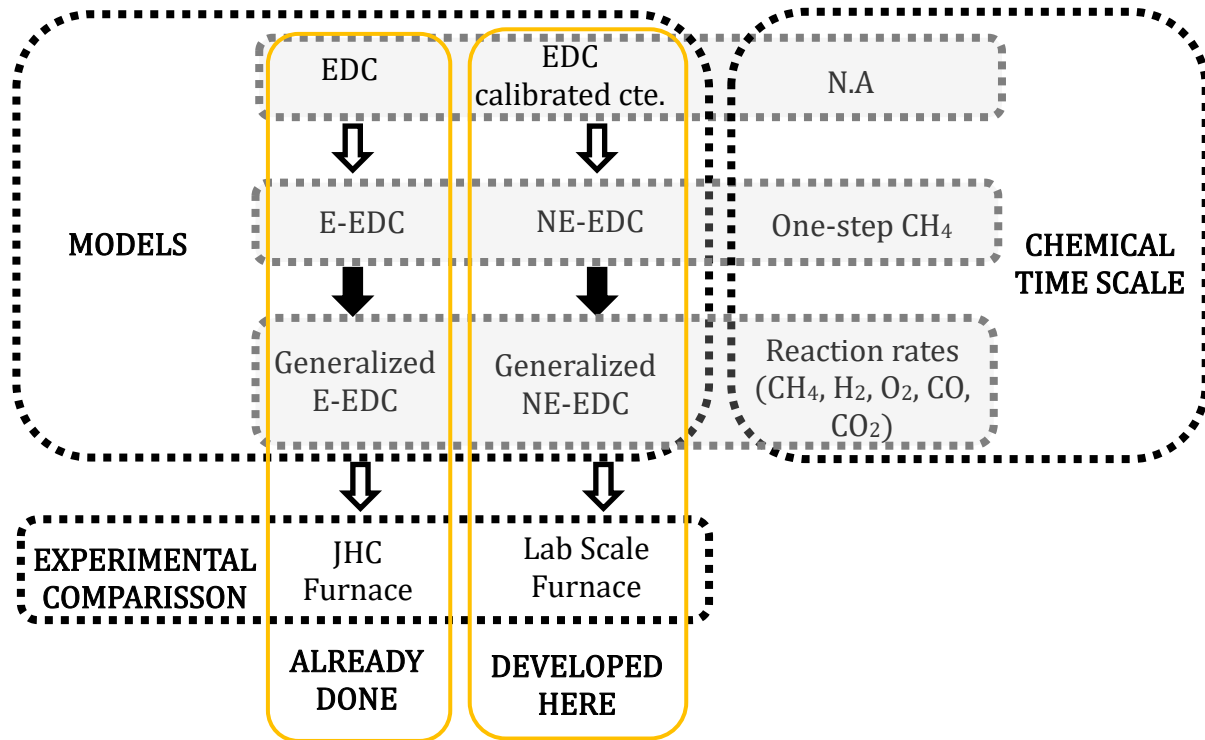 EDC
EDC
calibrated cte.
N.A
MODELS
E-EDC
NE-EDC
One-step CH₄
CHEMICAL
TIME SCALE
Generalized
E-EDC
Generalized
NE-EDC
Reaction rates
(CH₄, H₂, O₂, CO,
CO₂)
EXPERIMENTAL
COMPARISSON
JHC
Furnace
Lab Scale
Furnace
ALREADY
DONE
DEVELOPED
HERE